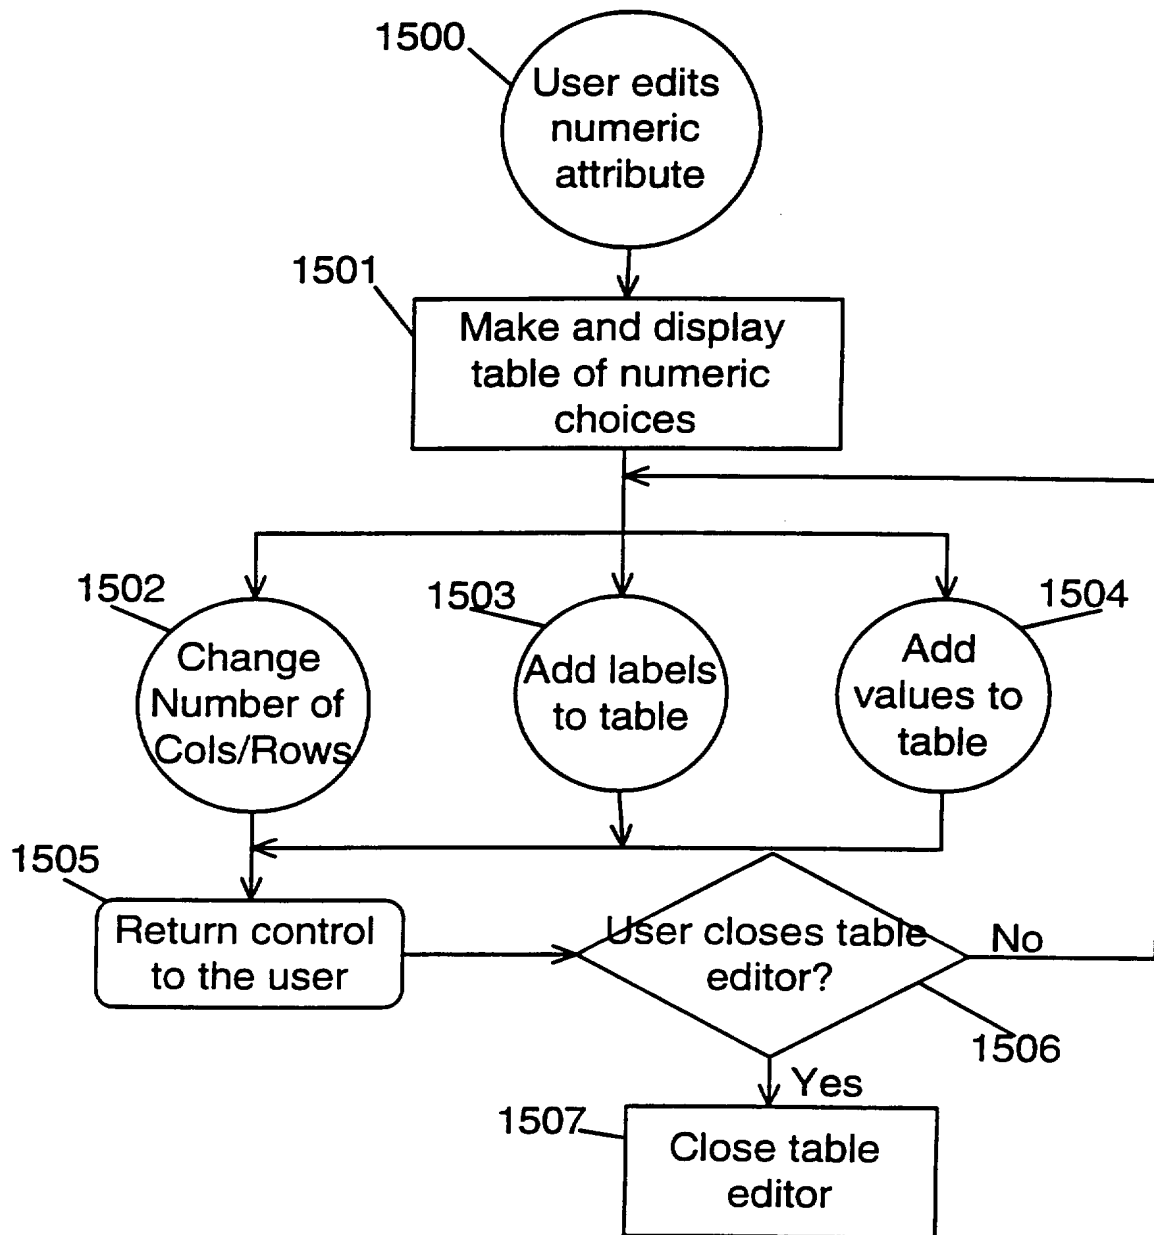 1500
User edits
numeric
attribute
1501
Make and display
table of numeric
choices
1502
Change
Number of
Cols/Rows
1503
Add labels
to table
1504
Add
values to
table
1505
Return control
to the user
User closes table
editor?
No
1506
Yes
1507
Close table
editor